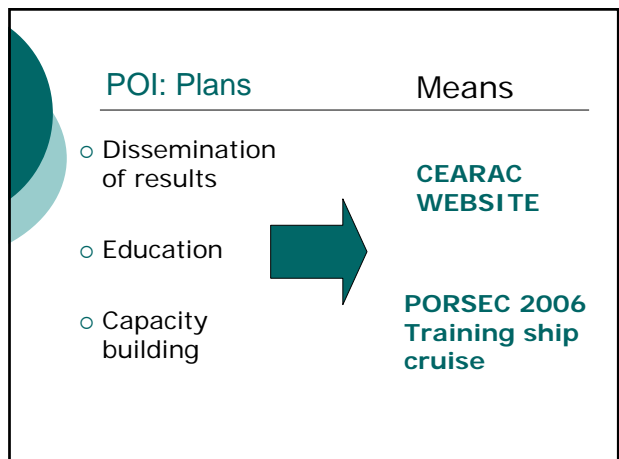 POI: Plans
Means
Dissemination
of results
Education
Capacity
building
CEARAC
WEBSITE
PORSEC 2006
Training ship
cruise